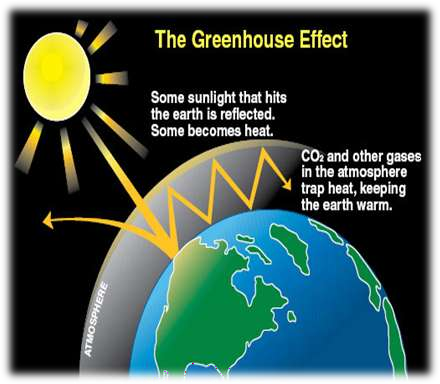 The Greenhouse Effect
Some sunlight that hits
the earth is reflected.
Some becomes heat.
CO₂ and other gases
in the atmosphere
trap heat, keeping
the earth warm.
ATMOSPHERE